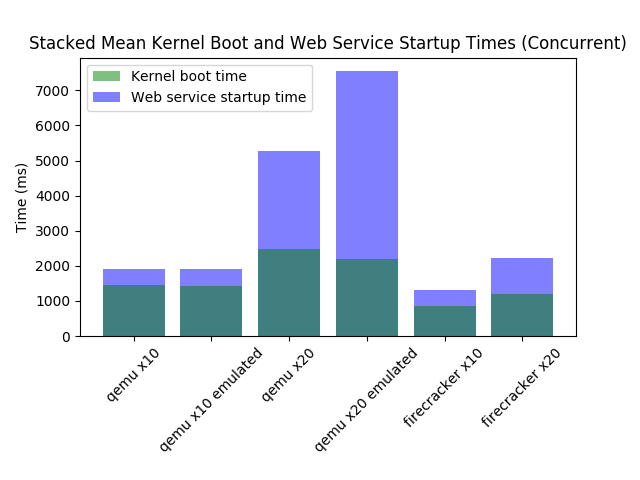 Stacked Mean Kernel Boot and Web Service Startup Times (Concurrent)
Kernel boot time
Web service startup time
Time (ms)
7000
6000
5000
4000
3000
2000
1000
0
qemu x10
qemu x10 emulated
qemu x20
qemu x20 emulated
firecracker x10
firecracker x20